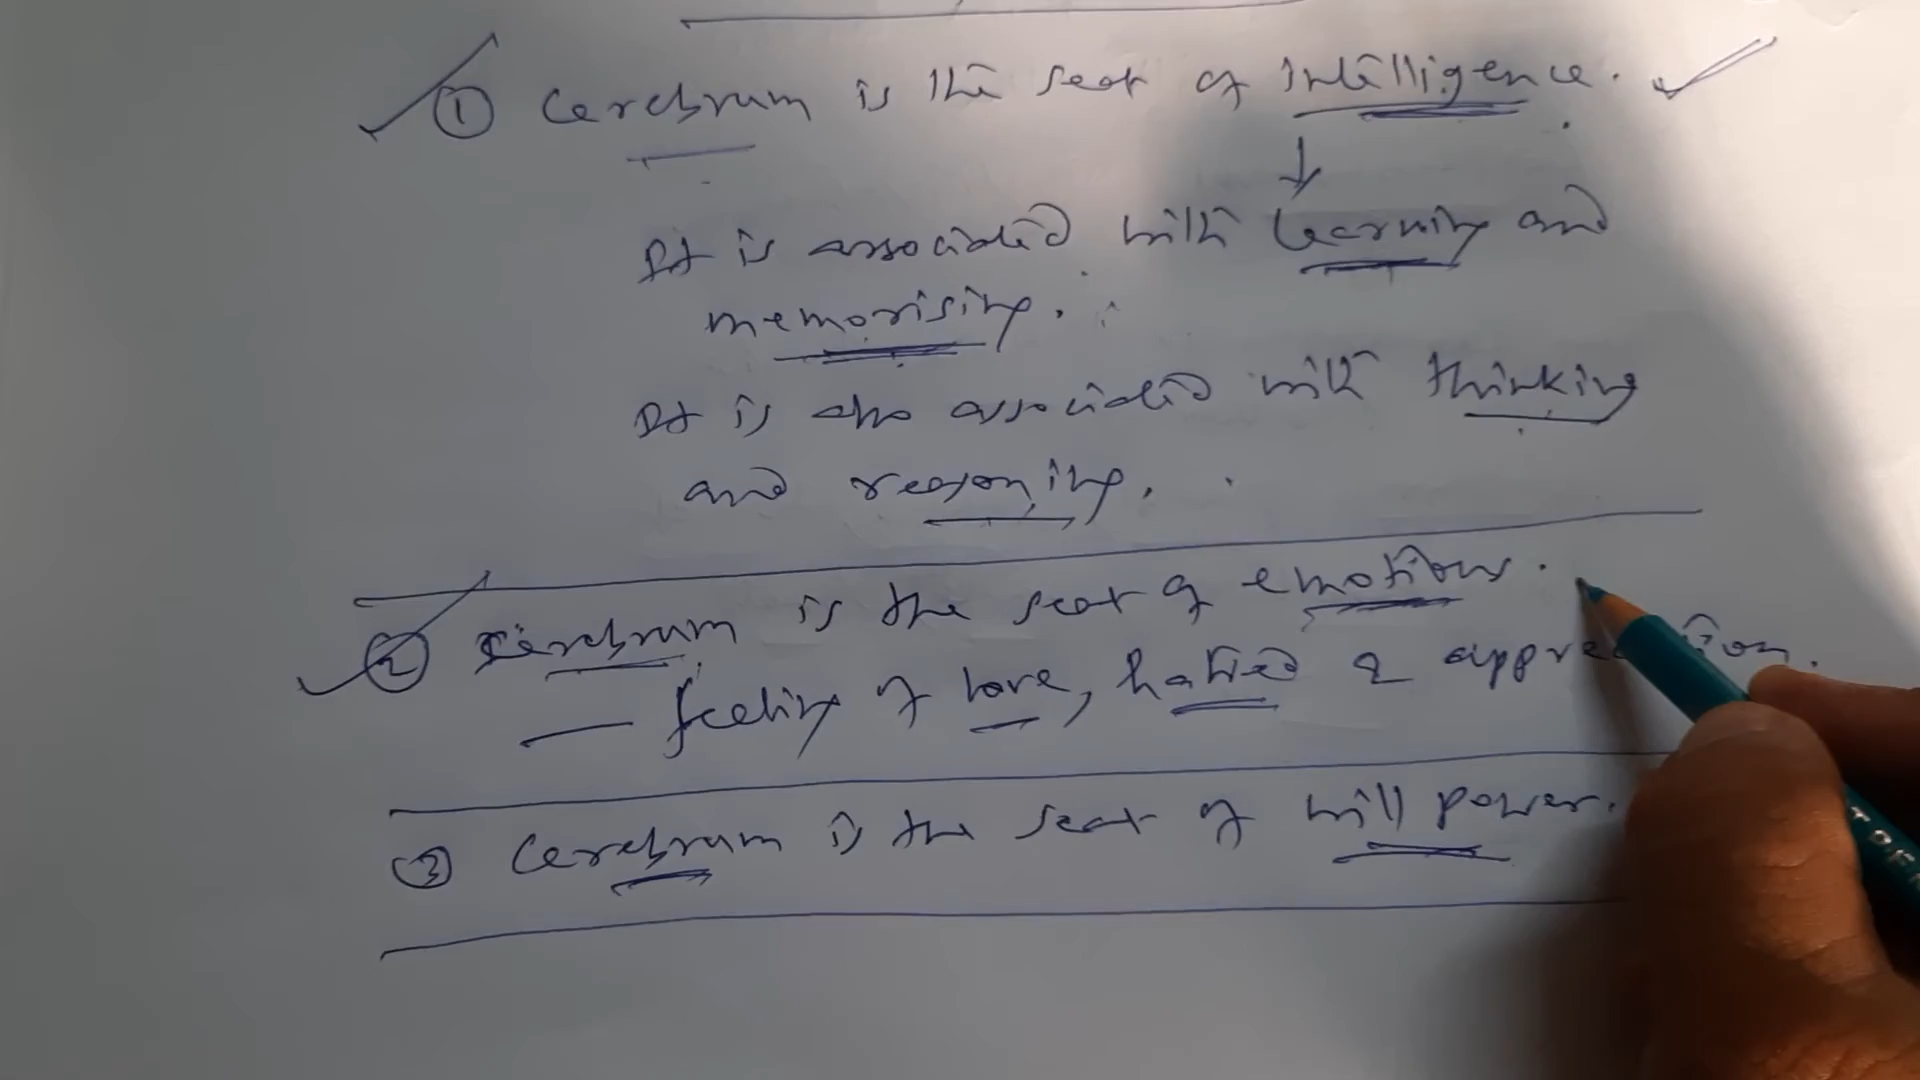 ① Cerebrum is the seat of Intelligence.
It is associated with learning and
memorising.
It is also associated with thinking
and reasoning.
② Cerebrum is the seat of emotions.
— feeling of love, hatred & appreciation.
③ Cerebrum is the seat of will power.